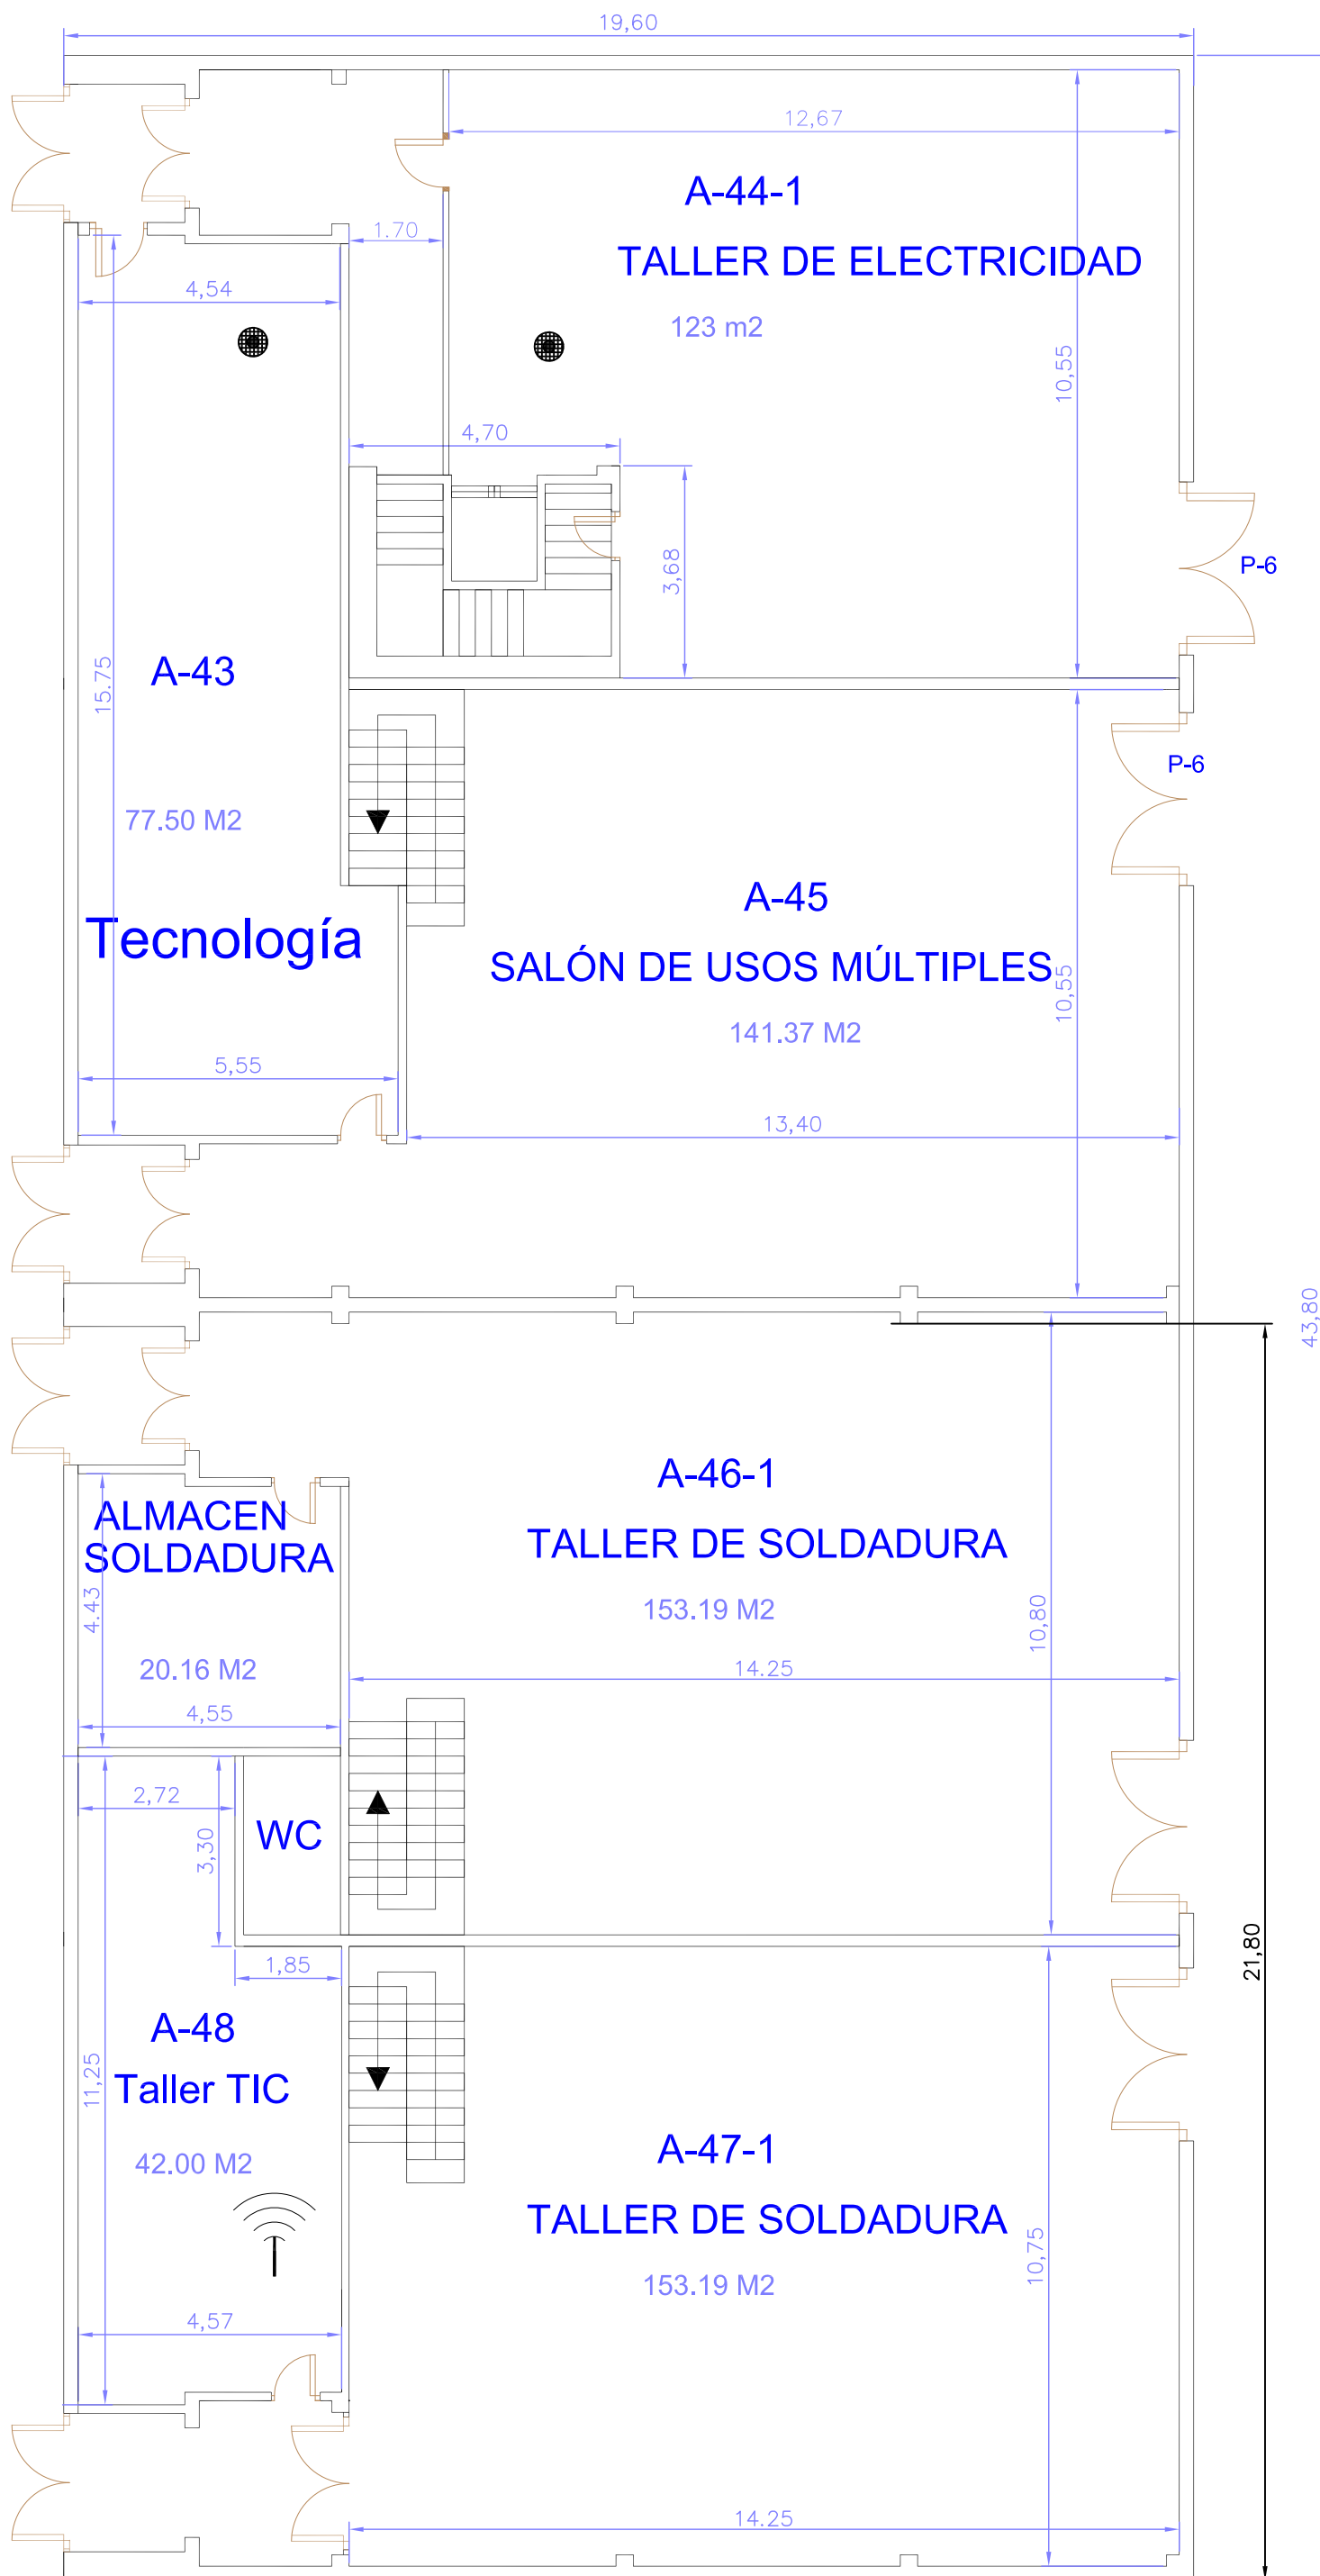 19,60
12,67
A-44-1
1.70
TALLER DE ELECTRICIDAD
4,54
123 m2
10,55
4,70
3,68
P-6
A-43
15.75
P-6
77.50 M2
A-45
Tecnología
SALÓN DE USOS MÚLTIPLES
10,55
141.37 M2
5,55
13,40
43,80
A-46-1
ALMACEN
SOLDADURA
TALLER DE SOLDADURA
4.43
153.19 M2
10,80
20.16 M2
14.25
4,55
2,72
3,30
WC
21,80
1,85
A-48
11,25
Taller TIC
A-47-1
42.00 M2
TALLER DE SOLDADURA
10,75
153.19 M2
4,57
14.25